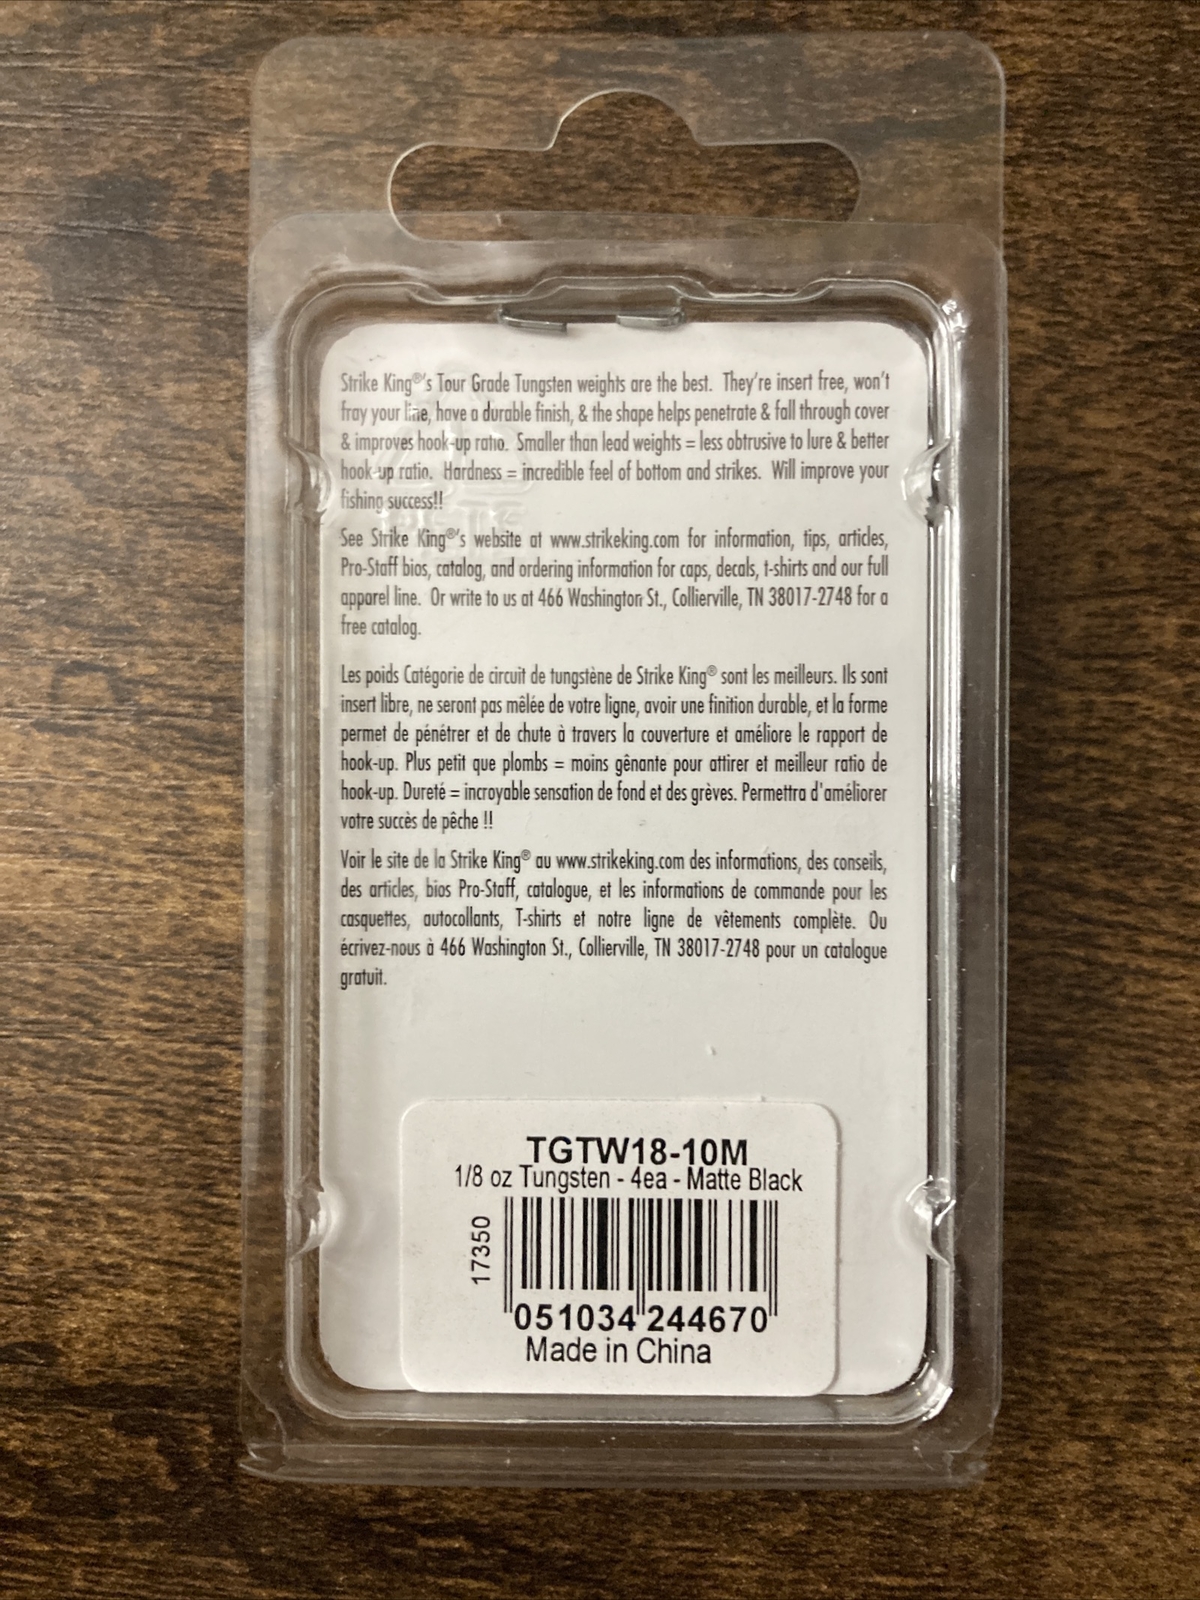 Strike King®'s Tour Grade Tungsten weights are the best. They're insert free, won't
fray your line, have a durable finish, & the shape helps penetrate & fall through cover
& improves hook-up ratio. Smaller than lead weights = less obtrusive to lure & better
hook-up ratio. Hardness = incredible feel of bottom and strikes. Will improve your
fishing success!!
See Strike King®'s website at www.strikeking.com for information, tips, articles,
Pro-Staff bios, catalog, and ordering information for caps, decals, t-shirts and our full
apparel line. Or write to us at 466 Washington St., Collierville, TN 38017-2748 for a
free catalog.
Les poids Catégorie de circuit de tungstène de Strike King® sont les meilleurs. Ils sont
insert libre, ne seront pas mêlée de votre ligne, avoir une finition durable, et la forme
permet de pénétrer et de chute à travers la couverture et améliore le rapport de
hook-up. Plus petit que plombs = moins gênante pour attirer et meilleur ratio de
hook-up. Dureté = incroyable sensation de fond et des grèves. Permettra d'améliorer
votre succès de pêche !!
Voir le site de la Strike King® au www.strikeking.com des informations, des conseils,
des articles, bios Pro-Staff, catalogue, et les informations de commande pour les
casquettes, autocollants, T-shirts et notre ligne de vêtements complète. Ou
écrivez-nous à 466 Washington St., Collierville, TN 38017-2748 pour un catalogue
gratuit.
TGTW18-10M
1/8 oz Tungsten - 4ea - Matte Black
17350
051034 244670
Made in China